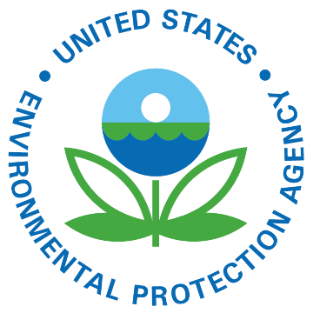 UNITED STATES
ENVIRONMENTAL PROTECTION AGENCY